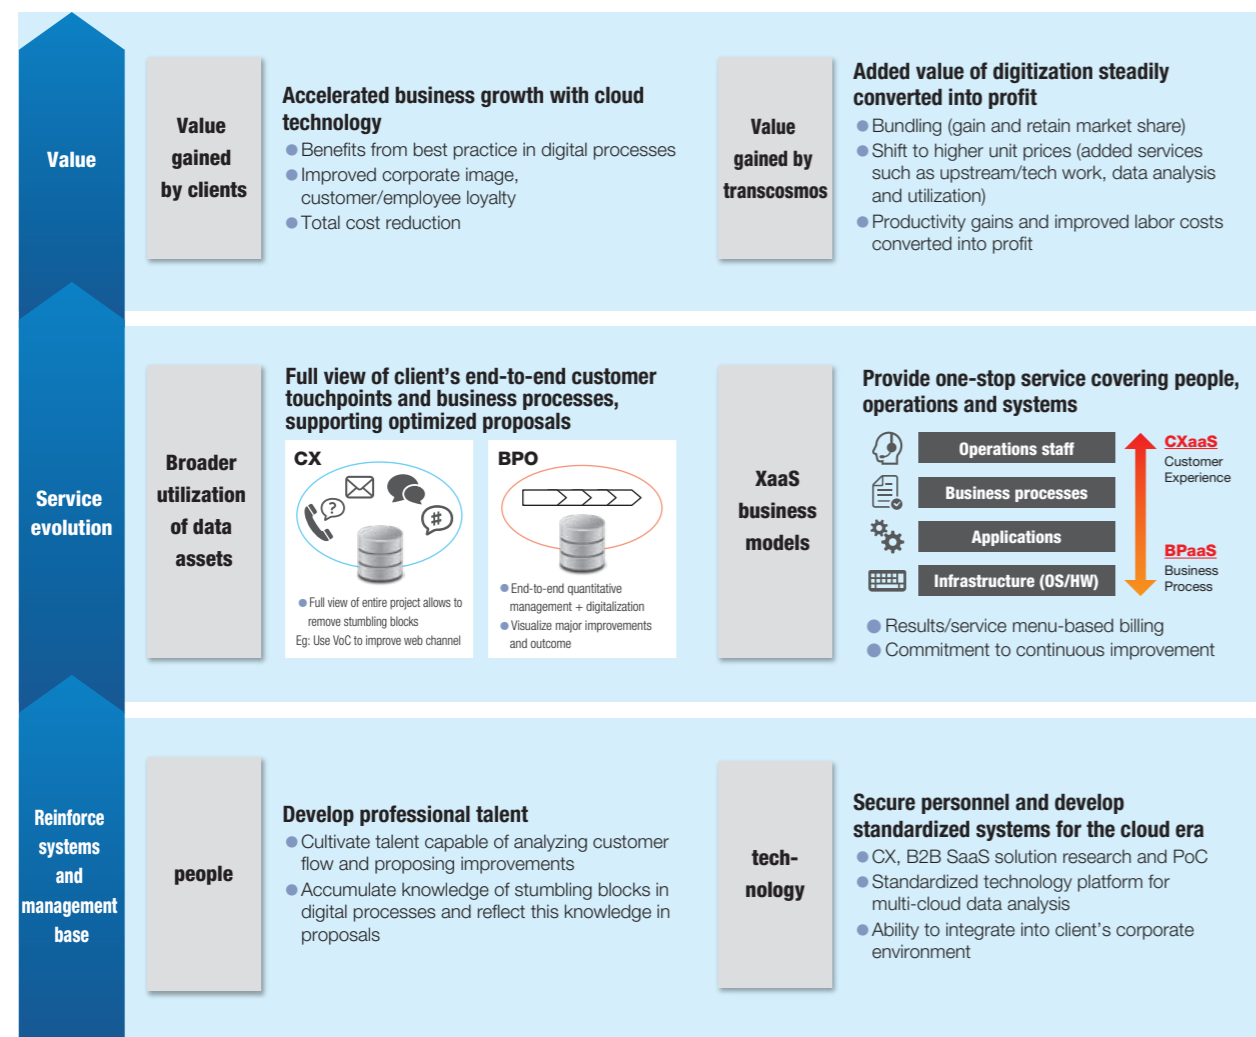 Value
Value
gained
by clients
Accelerated business growth with cloud
technology
● Benefits from best practice in digital processes
● Improved corporate image,
customer/employee loyalty
● Total cost reduction
Value
gained by
transcosmos
Added value of digitization steadily
converted into profit
● Bundling (gain and retain market share)
● Shift to higher unit prices (added services
such as upstream/tech work, data analysis
and utilization)
● Productivity gains and improved labor costs
converted into profit
Service
evolution
Broader
utilization
of data
assets
Full view of client's end-to-end customer
touchpoints and business processes,
supporting optimized proposals
CX
?
#
● Full view of entire project allows to
remove stumbling blocks
Eg: Use VoC to improve web channel
BPO
● End-to-end quantitative
management + digitalization
● Visualize major improvements
and outcome
XaaS
business
models
Provide one-stop service covering people,
operations and systems
Operations staff
Business processes
Applications
Infrastructure (OS/HW)
CXaaS
Customer
Experience
BPaaS
Business
Process
● Results/service menu-based billing
● Commitment to continuous improvement
Reinforce
systems
and
management
base
people
Develop professional talent
● Cultivate talent capable of analyzing customer
flow and proposing improvements
● Accumulate knowledge of stumbling blocks in
digital processes and reflect this knowledge in
proposals
tech-
nology
Secure personnel and develop
standardized systems for the cloud era
● CX, B2B SaaS solution research and PoC
● Standardized technology platform for
multi-cloud data analysis
● Ability to integrate into client's corporate
environment